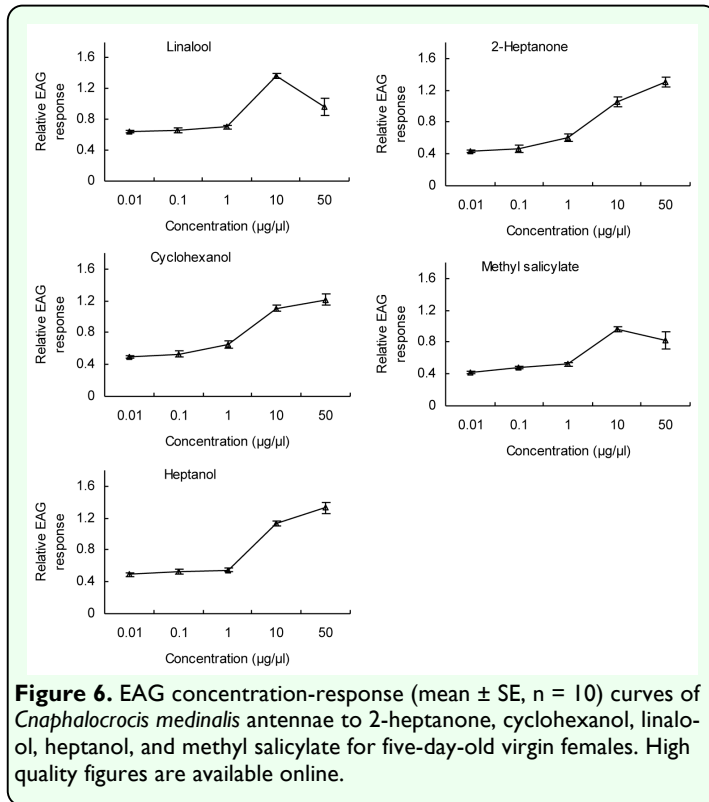 Linalool
1.6
1.2
0.8
0.4
0
Relative EAG
response
0.01 0.1 1 10 50
Concentration (µg/µl)
2-Heptanone
1.6
1.2
0.8
0.4
0
Relative EAG
response
0.01 0.1 1 10 50
Concentration (µg/µl)
Cyclohexanol
1.6
1.2
0.8
0.4
0
Relative EAG
response
0.01 0.1 1 10 50
Concentration (µg/µl)
Methyl salicylate
1.6
1.2
0.8
0.4
0
Relative EAG
response
0.01 0.1 1 10 50
Concentration (µg/µl)
Heptanol
1.6
1.2
0.8
0.4
0
Relative EAG
response
0.01 0.1 1 10 50
Concentration (µg/µl)
Figure 6. EAG concentration-response (mean ± SE, n = 10) curves of
Cnaphalocrocis medinalis antennae to 2-heptanone, cyclohexanol, linalo-
ol, heptanol, and methyl salicylate for five-day-old virgin females. High
quality figures are available online.